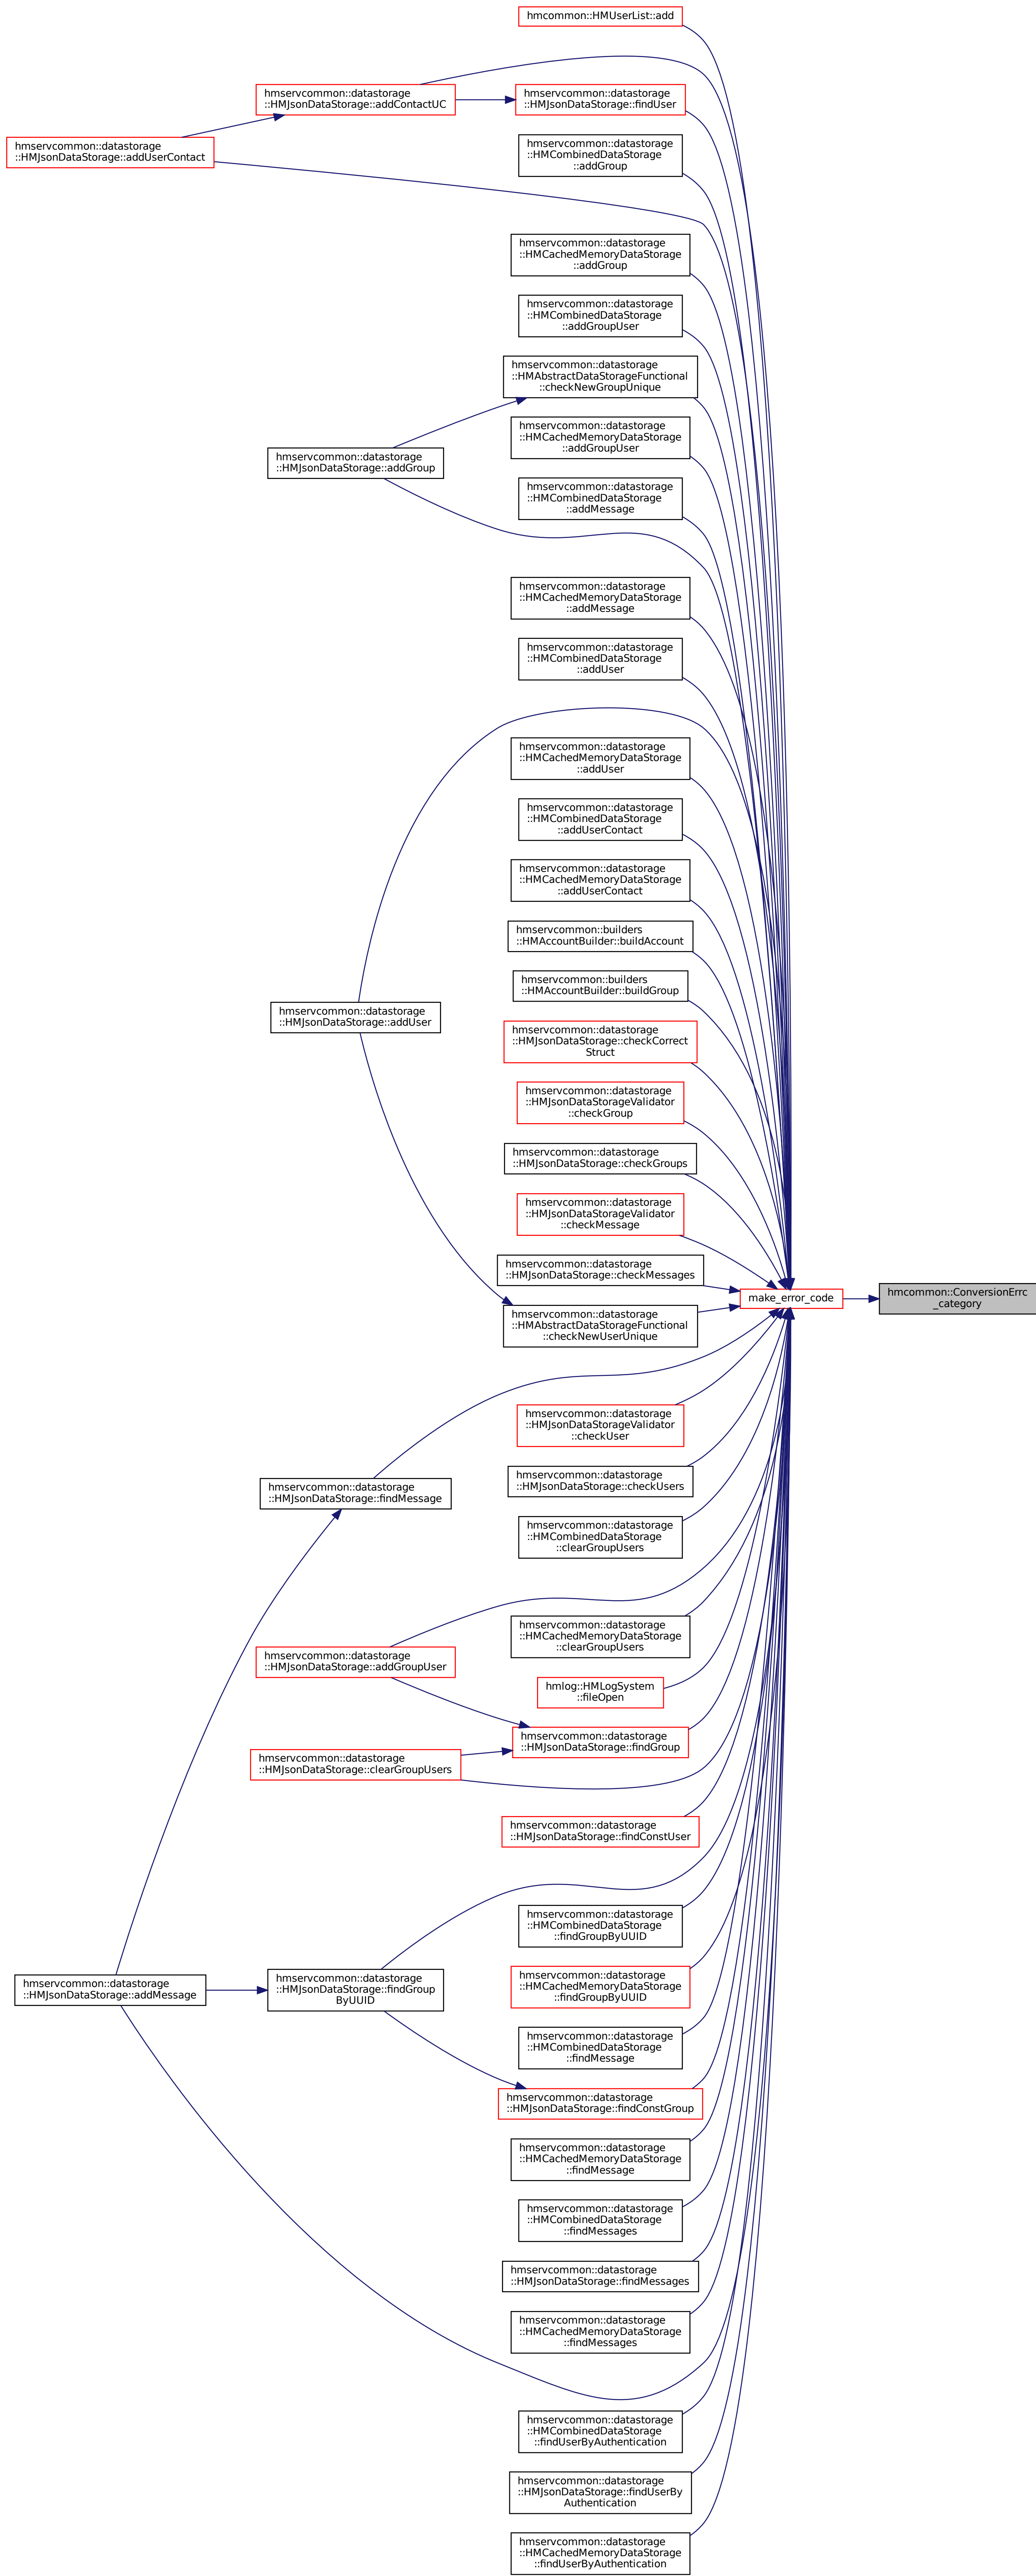 hmcommon::HMUserList::add
hmservcommon::datastorage
::HMJsonDataStorage::addContactUC
hmservcommon::datastorage
::HMJsonDataStorage::findUser
hmservcommon::datastorage
::HMJsonDataStorage::addUserContact
hmservcommon::datastorage
::HMCombinedDataStorage
::addGroup
hmservcommon::datastorage
::HMCachedMemoryDataStorage
::addGroup
hmservcommon::datastorage
::HMCombinedDataStorage
::addGroupUser
hmservcommon::datastorage
::HMAbstractDataStorageFunctional
::checkNewGroupUnique
hmservcommon::datastorage
::HMCachedMemoryDataStorage
::addGroupUser
hmservcommon::datastorage
::HMJsonDataStorage::addGroup
hmservcommon::datastorage
::HMCombinedDataStorage
::addMessage
hmservcommon::datastorage
::HMCachedMemoryDataStorage
::addMessage
hmservcommon::datastorage
::HMCombinedDataStorage
::addUser
hmservcommon::datastorage
::HMCachedMemoryDataStorage
::addUser
hmservcommon::datastorage
::HMCombinedDataStorage
::addUserContact
hmservcommon::datastorage
::HMCachedMemoryDataStorage
::addUserContact
hmservcommon::builders
::HMAccountBuilder::buildAccount
hmservcommon::builders
::HMAccountBuilder::buildGroup
hmservcommon::datastorage
::HMJsonDataStorage::addUser
hmservcommon::datastorage
::HMJsonDataStorage::checkCorrect
Struct
hmservcommon::datastorage
::HMJsonDataStorageValidator
::checkGroup
hmservcommon::datastorage
::HMJsonDataStorage::checkGroups
hmservcommon::datastorage
::HMJsonDataStorageValidator
::checkMessage
hmservcommon::datastorage
::HMJsonDataStorage::checkMessages
make_error_code
hmcommon::ConversionErrc
_category
hmservcommon::datastorage
::HMAbstractDataStorageFunctional
::checkNewUserUnique
hmservcommon::datastorage
::HMJsonDataStorageValidator
::checkUser
hmservcommon::datastorage
::HMJsonDataStorage::checkUsers
hmservcommon::datastorage
::HMJsonDataStorage::findMessage
hmservcommon::datastorage
::HMCombinedDataStorage
::clearGroupUsers
hmservcommon::datastorage
::HMCachedMemoryDataStorage
::clearGroupUsers
hmservcommon::datastorage
::HMJsonDataStorage::addGroupUser
hmlog::HMLogSystem
::fileOpen
hmservcommon::datastorage
::HMJsonDataStorage::findGroup
hmservcommon::datastorage
::HMJsonDataStorage::clearGroupUsers
hmservcommon::datastorage
::HMJsonDataStorage::findConstUser
hmservcommon::datastorage
::HMCombinedDataStorage
::findGroupByUUID
hmservcommon::datastorage
::HMCachedMemoryDataStorage
::findGroupByUUID
hmservcommon::datastorage
::HMJsonDataStorage::addMessage
hmservcommon::datastorage
::HMJsonDataStorage::findGroup
ByUUID
hmservcommon::datastorage
::HMCombinedDataStorage
::findMessage
hmservcommon::datastorage
::HMJsonDataStorage::findConstGroup
hmservcommon::datastorage
::HMCachedMemoryDataStorage
::findMessage
hmservcommon::datastorage
::HMCombinedDataStorage
::findMessages
hmservcommon::datastorage
::HMJsonDataStorage::findMessages
hmservcommon::datastorage
::HMCachedMemoryDataStorage
::findMessages
hmservcommon::datastorage
::HMCombinedDataStorage
::findUserByAuthentication
hmservcommon::datastorage
::HMJsonDataStorage::findUserBy
Authentication
hmservcommon::datastorage
::HMCachedMemoryDataStorage
::findUserByAuthentication